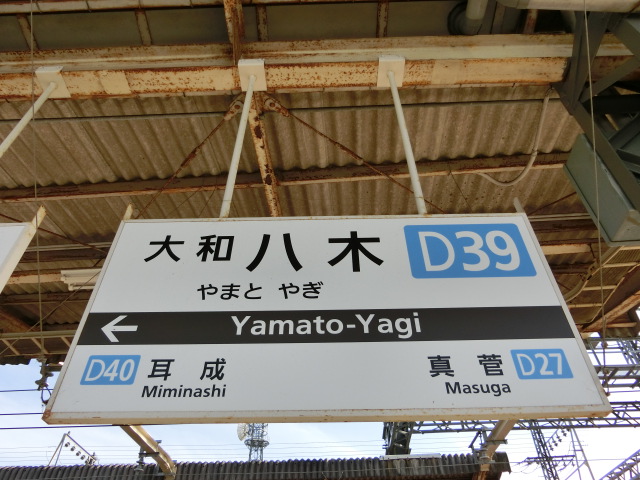 大和八木 D39
やまと やぎ
← Yamato-Yagi
D40 耳成 真菅 D27
Miminashi Masuga